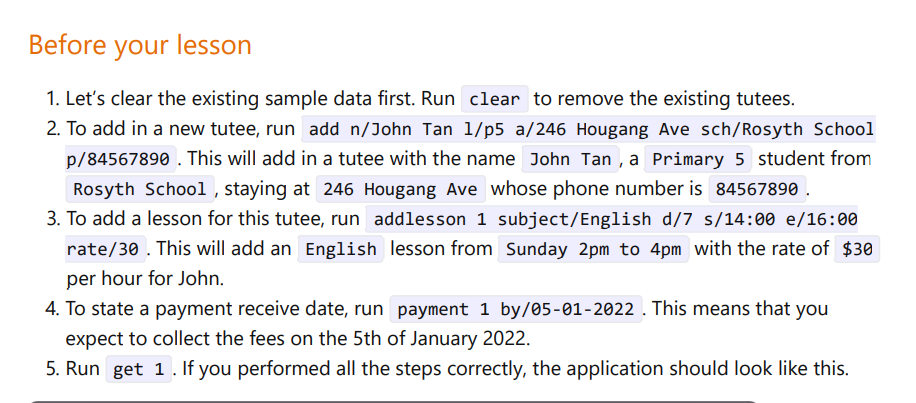 Before your lesson
1. Let's clear the existing sample data first. Run clear to remove the existing tutees.
2. To add in a new tutee, run add n/John Tan l/p5 a/246 Hougang Ave sch/Rosyth School
p/84567890 . This will add in a tutee with the name John Tan , a Primary 5 student from
Rosyth School , staying at 246 Hougang Ave whose phone number is 84567890 .
3. To add a lesson for this tutee, run addlesson 1 subject/English d/7 s/14:00 e/16:00
rate/30 . This will add an English lesson from Sunday 2pm to 4pm with the rate of $30
per hour for John.
4. To state a payment receive date, run payment 1 by/05-01-2022 . This means that you
expect to collect the fees on the 5th of January 2022.
5. Run get 1 . If you performed all the steps correctly, the application should look like this.